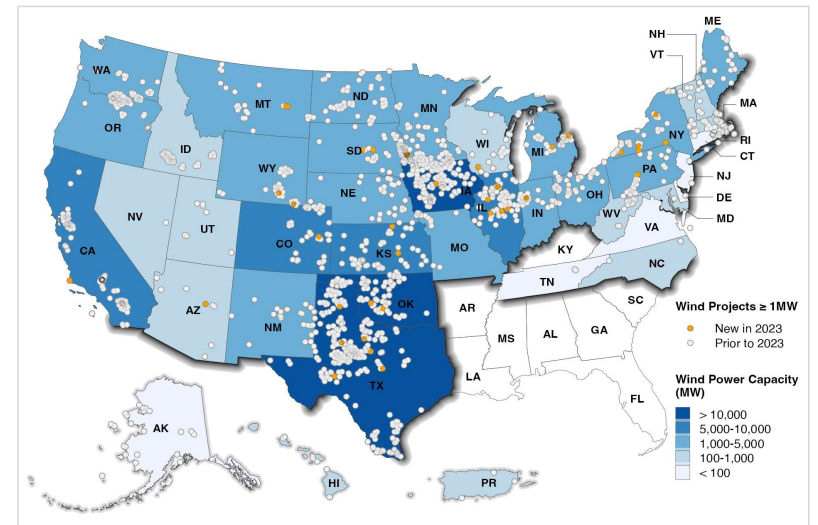 ME
NH
VT
WA
MT
ND
MN
MA
OR
ID
SD
WI
MI
NY
RI
CT
WY
IA
PA
NJ
NE
IL
IN
OH
DE
NV
UT
WV
MD
CA
CO
KS
MO
VA
KY
NC
TN
AZ
NM
OK
AR
SC
MS
AL
GA
TX
LA
FL
AK
HI
PR
Wind Projects ≥ 1MW
New in 2023
Prior to 2023
Wind Power Capacity
(MW)
> 10,000
5,000-10,000
1,000-5,000
100-1,000
< 100